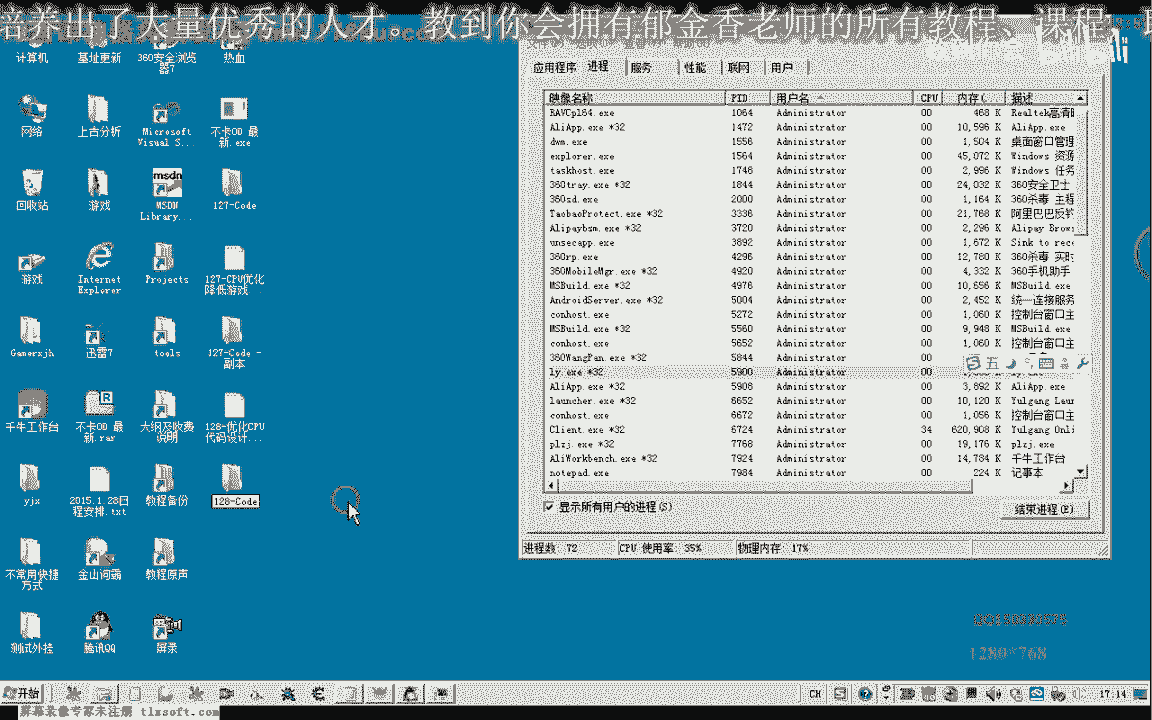 培养出了大量优秀的人才。教到你会拥有郁金香老师的所有教程、课程
计算机
基址更新
360安全浏览器7
热血
网络
上古分析
Microsoft Visual S...
不卡OD 最新.exe
回收站
游戏
MSDN Library...
127-Code
游戏
Internet Explorer
Projects
127-CPU优化降低游戏...
Gamerxjh
迅雷7
tools
127-Code - 副本
千牛工作台
不卡OD 最新.rar
大纲及收费说明
128-优化CPU代码设计...
yjx
2015.1.28日程安排.txt
教程备份
128-Code
不常用快捷方式
金山词霸
教程原声
测试外挂
腾讯QQ
屏录
应用程序 进程 服务 性能 联网 用户
映像名称 PID 用户名 CPU 内存( 描述
RAVCpl64.exe 1064 Administrator 00 468 K Realtek高清晰
AliApp.exe *32 1472 Administrator 00 10,596 K AliApp.exe
dwm.exe 1556 Administrator 00 1,504 K 桌面窗口管理
explorer.exe 1564 Administrator 00 45,072 K Windows 资源
taskhost.exe 1748 Administrator 00 2,996 K Windows 任务
360tray.exe *32 1844 Administrator 00 24,032 K 360安全卫士
360sd.exe 2000 Administrator 00 1,164 K 360杀毒 主程
TaobaoProtect.exe *32 3336 Administrator 00 21,768 K 阿里巴巴反钓
Alipaybsm.exe *32 3720 Administrator 00 2,296 K Alipay Brow
unsecapp.exe 3892 Administrator 00 1,672 K Sink to rece
360rp.exe 4296 Administrator 00 12,760 K 360杀毒 实时
360MobileMgr.exe *32 4920 Administrator 00 4,332 K 360手机助手
MSBuild.exe *32 4976 Administrator 00 10,656 K MSBuild.exe
AndroidServer.exe *32 5004 Administrator 00 2,452 K 统一连接服务
conhost.exe 5272 Administrator 00 1,060 K 控制台窗口主
MSBuild.exe *32 5560 Administrator 00 9,948 K MSBuild.exe
conhost.exe 5652 Administrator 00 1,060 K 控制台窗口主
360WangPan.exe *32 5844 Administrator 00
ly.exe *32 5900 Administrator 00
AliApp.exe *32 5908 Administrator 00 3,892 K AliApp.exe
launcher.exe *32 6652 Administrator 00 10,120 K Yulgang Laun
conhost.exe 6672 Administrator 00 1,056 K 控制台窗口主
Client.exe *32 6724 Administrator 34 620,908 K Yulgang Onli
plzj.exe *32 7768 Administrator 00 19,176 K plzj.exe
AliWorkbench.exe *32 7924 Administrator 00 14,784 K 千牛工作台
notepad.exe 7984 Administrator 00 224 K 记事本
五
显示所有用户的进程(S)
结束进程(E)
进程数: 72 CPU 使用率: 35% 物理内存: 17%
1280*768
开始
CH
17:14
屏幕录像专家未注册 tlxsoft.com